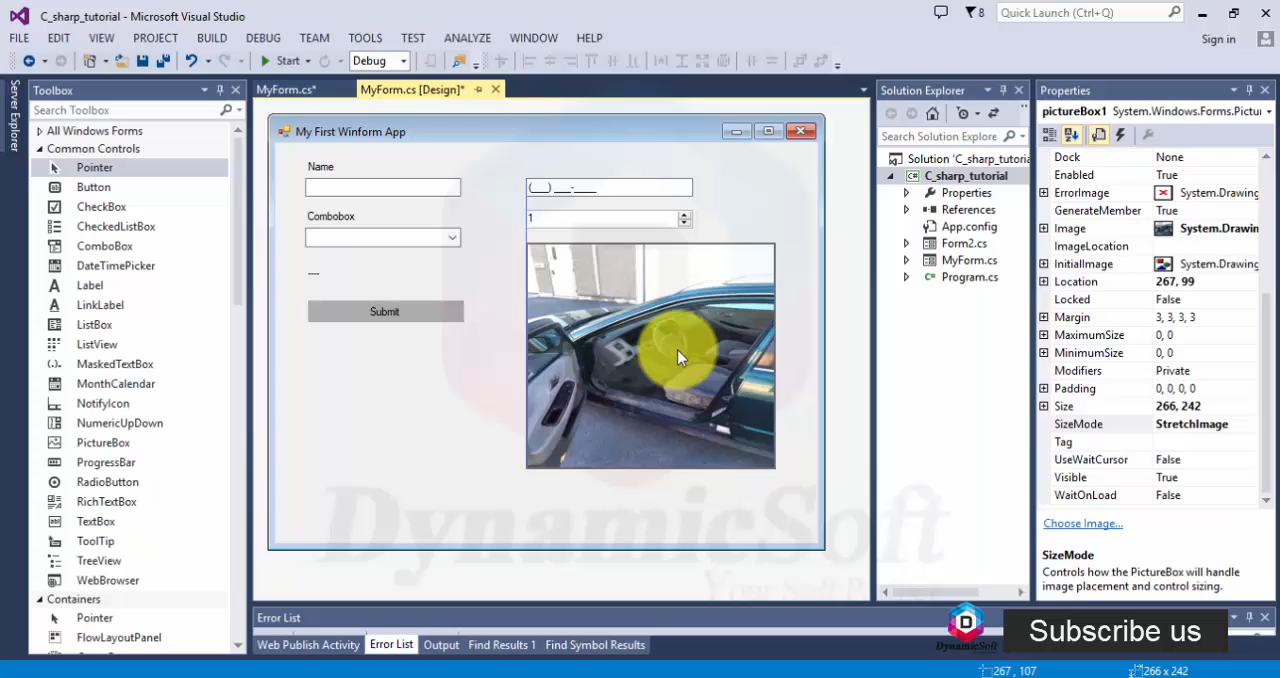 C_sharp_tutorial - Microsoft Visual Studio
8
Quick Launch (Ctrl+Q)
FILE EDIT VIEW PROJECT BUILD DEBUG TEAM TOOLS TEST ANALYZE WINDOW HELP
Sign in
Start
Debug
Server Explorer
Toolbox
Search Toolbox
All Windows Forms
Common Controls
Pointer
Button
CheckBox
CheckedListBox
ComboBox
DateTimePicker
Label
LinkLabel
ListBox
ListView
MaskedTextBox
MonthCalendar
NotifyIcon
NumericUpDown
PictureBox
ProgressBar
RadioButton
RichTextBox
TextBox
ToolTip
TreeView
WebBrowser
Containers
Pointer
FlowLayoutPanel
MyForm.cs*
MyForm.cs [Design]*
My First Winform App
Name
(___) ___-____
Combobox
1
---
Submit
DynamicSoft
Your Soft P
Solution Explorer
Search Solution Explore
Solution 'C_sharp_tutoria
C_sharp_tutorial
Properties
References
App.config
Form2.cs
MyForm.cs
Program.cs
Properties
pictureBox1 System.Windows.Forms.Pictu
Dock None
Enabled True
ErrorImage System.Drawing
GenerateMember True
Image System.Drawin
ImageLocation
InitialImage System.Drawing
Location 267, 99
Locked False
Margin 3, 3, 3, 3
MaximumSize 0, 0
MinimumSize 0, 0
Modifiers Private
Padding 0, 0, 0, 0
Size 266, 242
SizeMode StretchImage
Tag
UseWaitCursor False
Visible True
WaitOnLoad False
Choose Image...
SizeMode
Controls how the PictureBox will handle
image placement and control sizing.
Error List
Web Publish Activity Error List Output Find Results 1 Find Symbol Results
D
DynamicSoft
Subscribe us
267 , 107
266 x 242